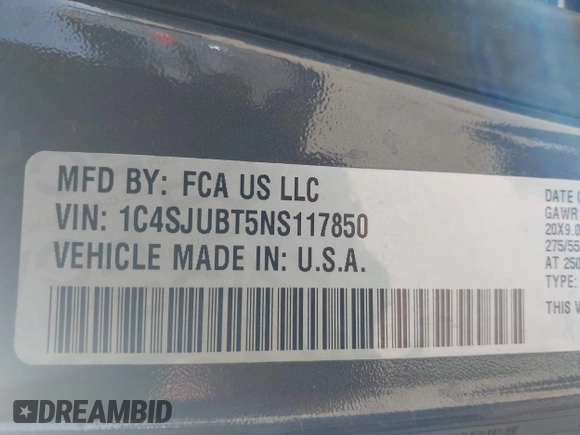 MFD BY: FCA US LLC
VIN: 1C4SJUBT5NS117850
VEHICLE MADE IN: U.S.A.
DATE O
GAWR
20X9.0
275/55
AT 250
TYPE:
THIS V
DREAMBID